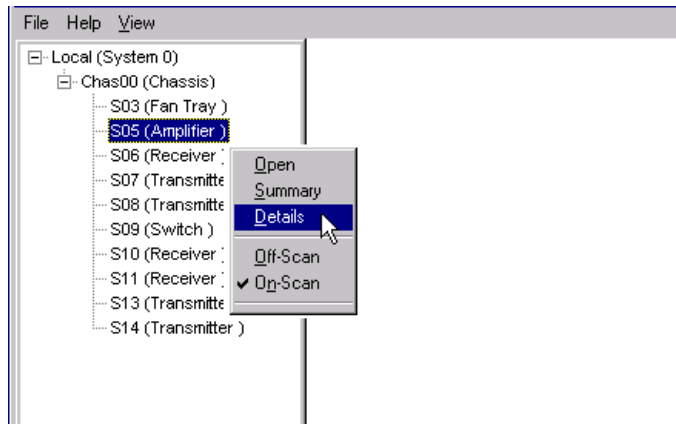 File Help View
Local (System 0)
Chas00 (Chassis)
S03 (Fan Tray )
S05 (Amplifier )
S06 (Receiver )
S07 (Transmitte
S08 (Transmitte
S09 (Switch )
S10 (Receiver )
S11 (Receiver )
S13 (Transmitte
S14 (Transmitter )
Open
Summary
Details
Off-Scan
On-Scan